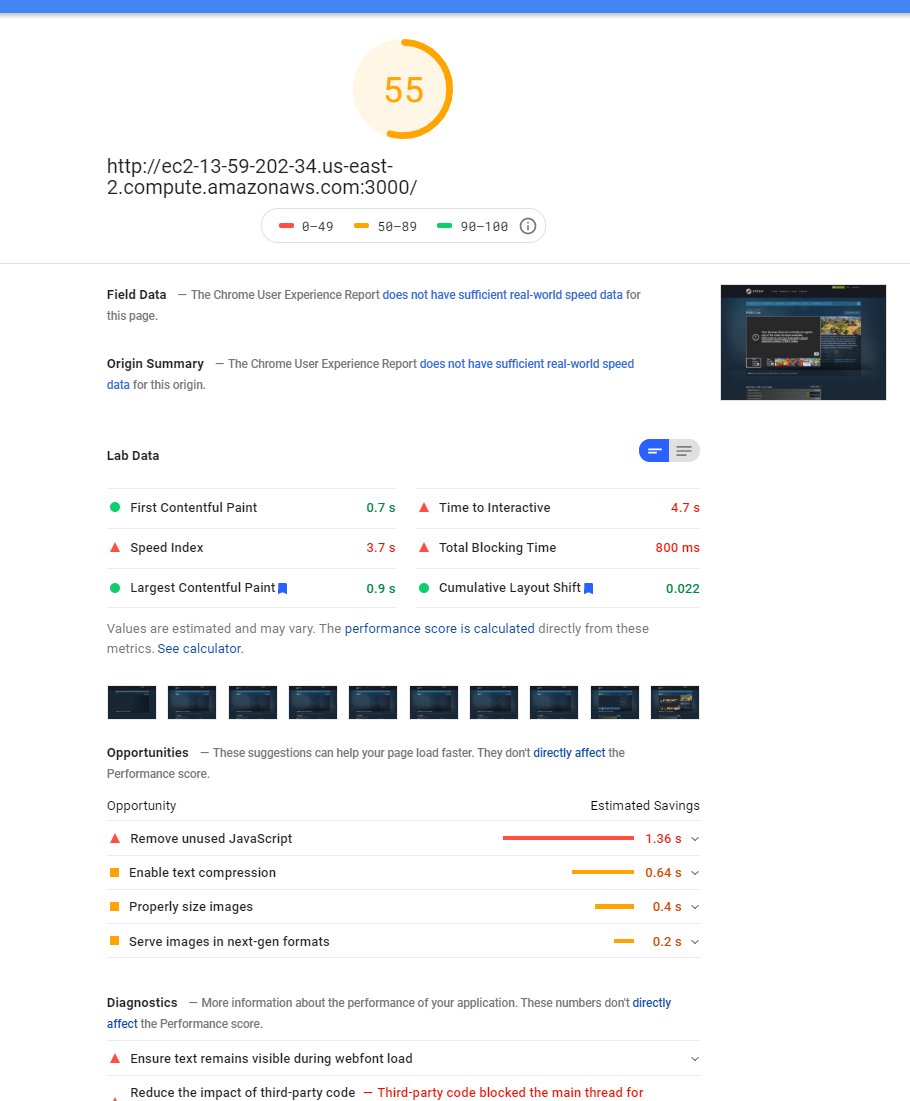 55
http://ec2-13-59-202-34.us-east-
2.compute.amazonaws.com:3000/
0–49 50–89 90–100
Field Data — The Chrome User Experience Report does not have sufficient real-world speed data for
this page.
Origin Summary — The Chrome User Experience Report does not have sufficient real-world speed
data for this origin.
Lab Data
First Contentful Paint 0.7 s
Time to Interactive 4.7 s
Speed Index 3.7 s
Total Blocking Time 800 ms
Largest Contentful Paint 0.9 s
Cumulative Layout Shift 0.022
Values are estimated and may vary. The performance score is calculated directly from these
metrics. See calculator.
Opportunities — These suggestions can help your page load faster. They don't directly affect the
Performance score.
Opportunity Estimated Savings
Remove unused JavaScript 1.36 s
Enable text compression 0.64 s
Properly size images 0.4 s
Serve images in next-gen formats 0.2 s
Diagnostics — More information about the performance of your application. These numbers don't directly
affect the Performance score.
Ensure text remains visible during webfont load
Reduce the impact of third-party code — Third-party code blocked the main thread for